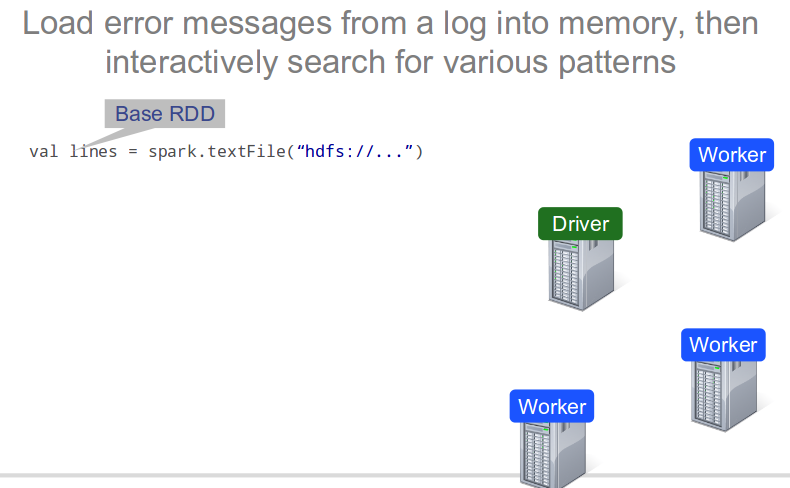 Load error messages from a log into memory, then
interactively search for various patterns
Base RDD
val lines = spark.textFile(“hdfs://...”)
Worker
Driver
Worker
Worker